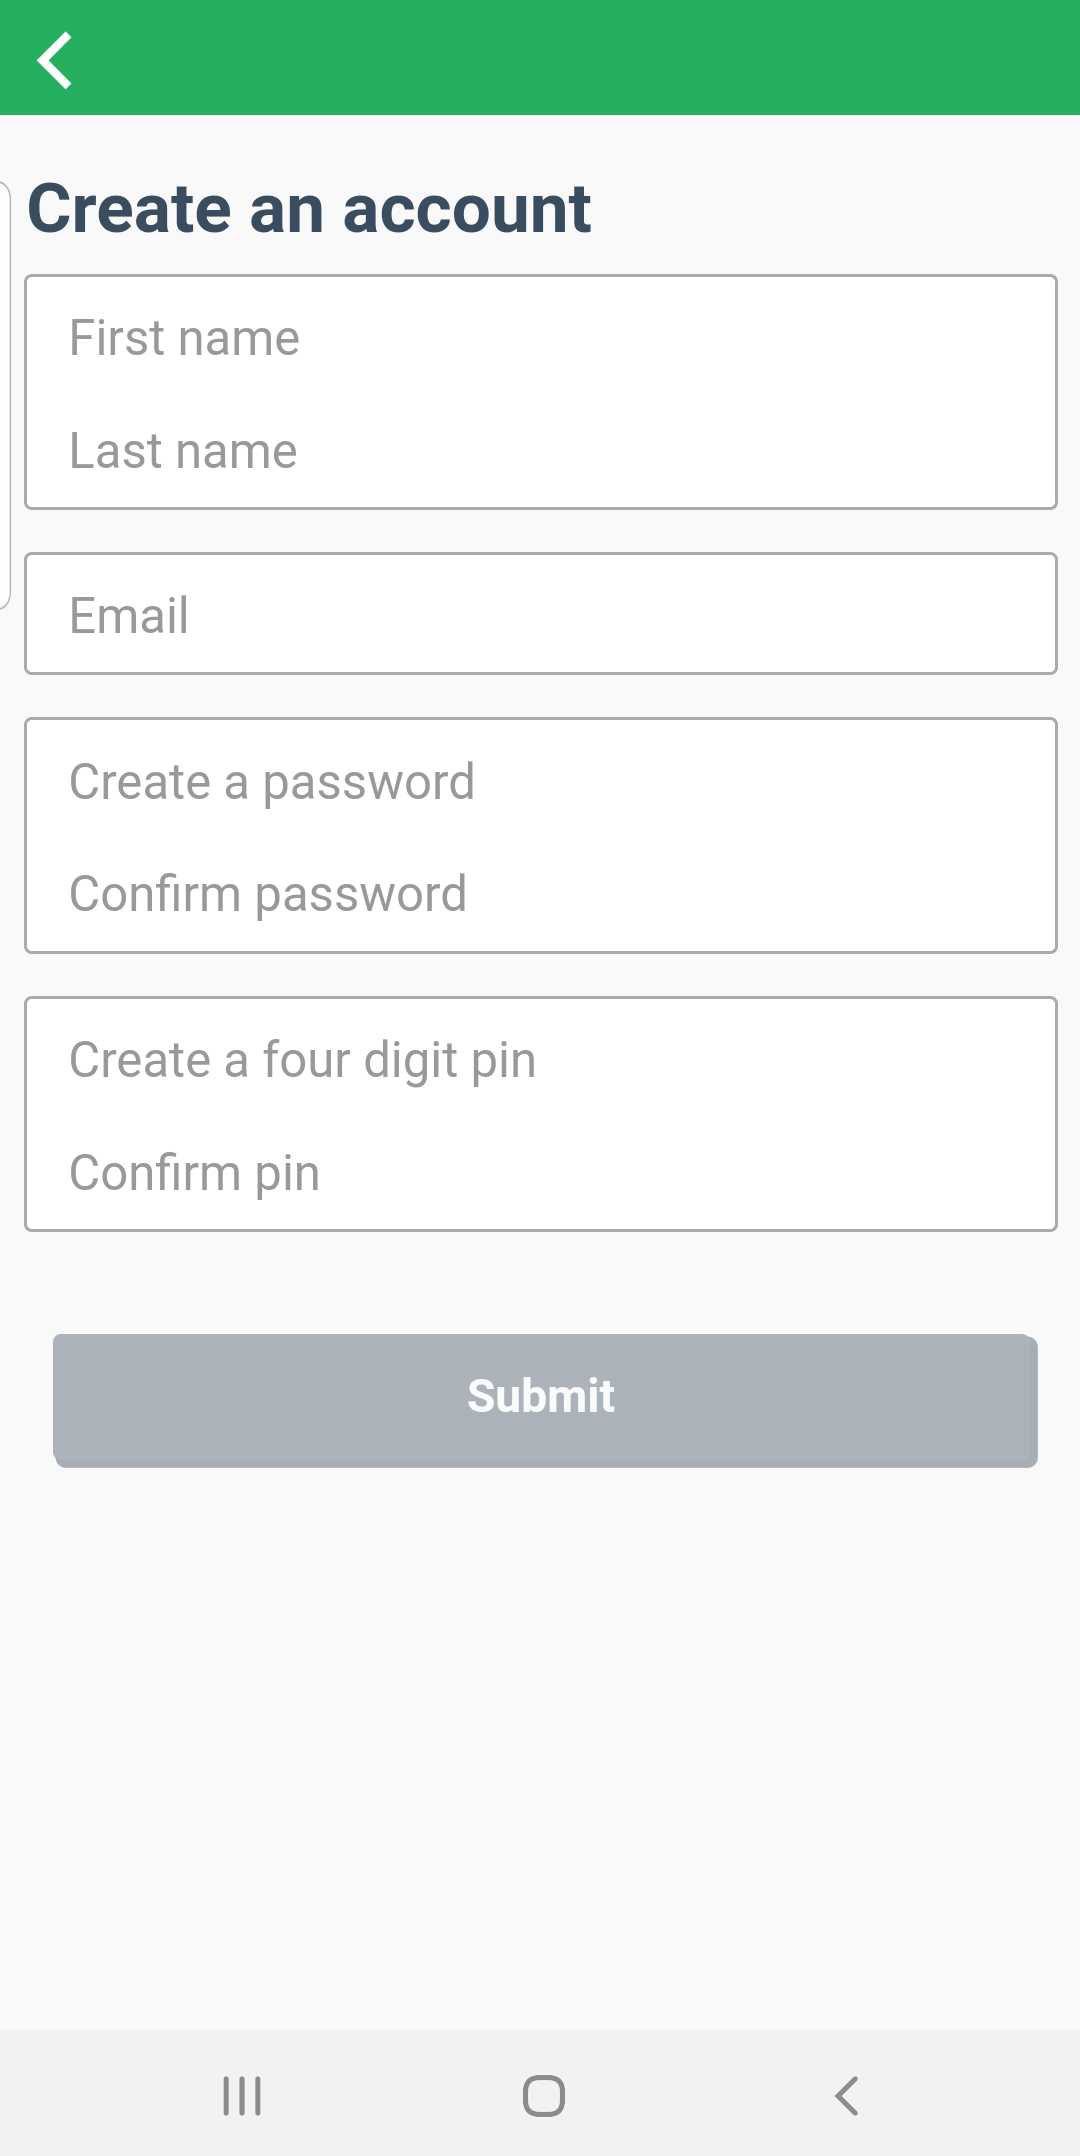 Create an account
First name
Last name
Email
Create a password
Confirm password
Create a four digit pin
Confirm pin
Submit